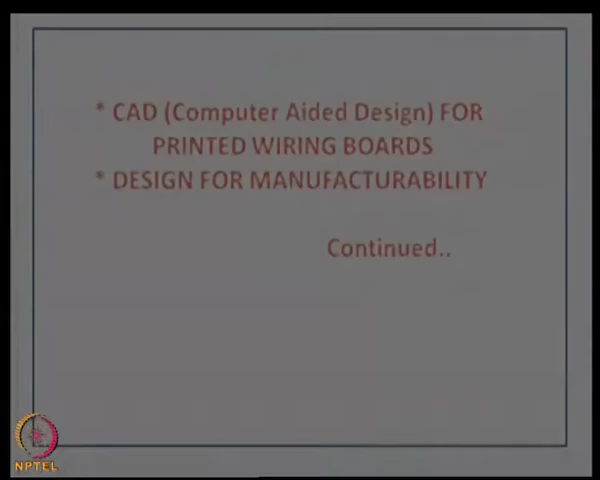 * CAD (Computer Aided Design) FOR
PRINTED WIRING BOARDS
* DESIGN FOR MANUFACTURABILITY
Continued..
NPTEL